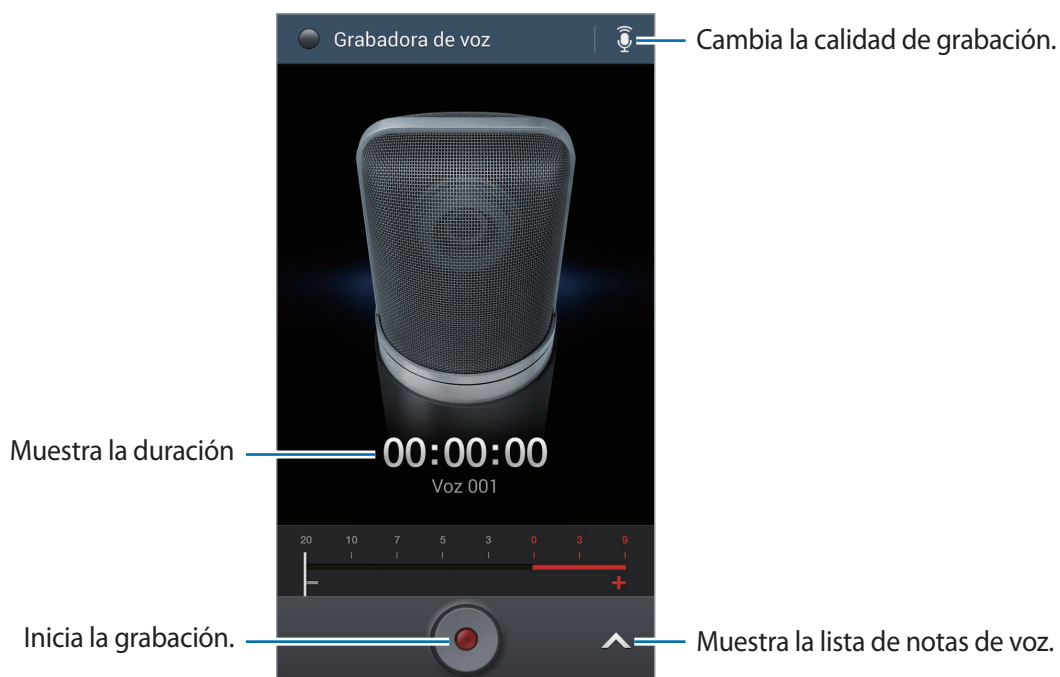 Grabadora de voz
Cambia la calidad de grabación.
Muestra la duración
00:00:00
Voz 001
20 10 7 5 3 0 3 9
− +
Inicia la grabación.
Muestra la lista de notas de voz.